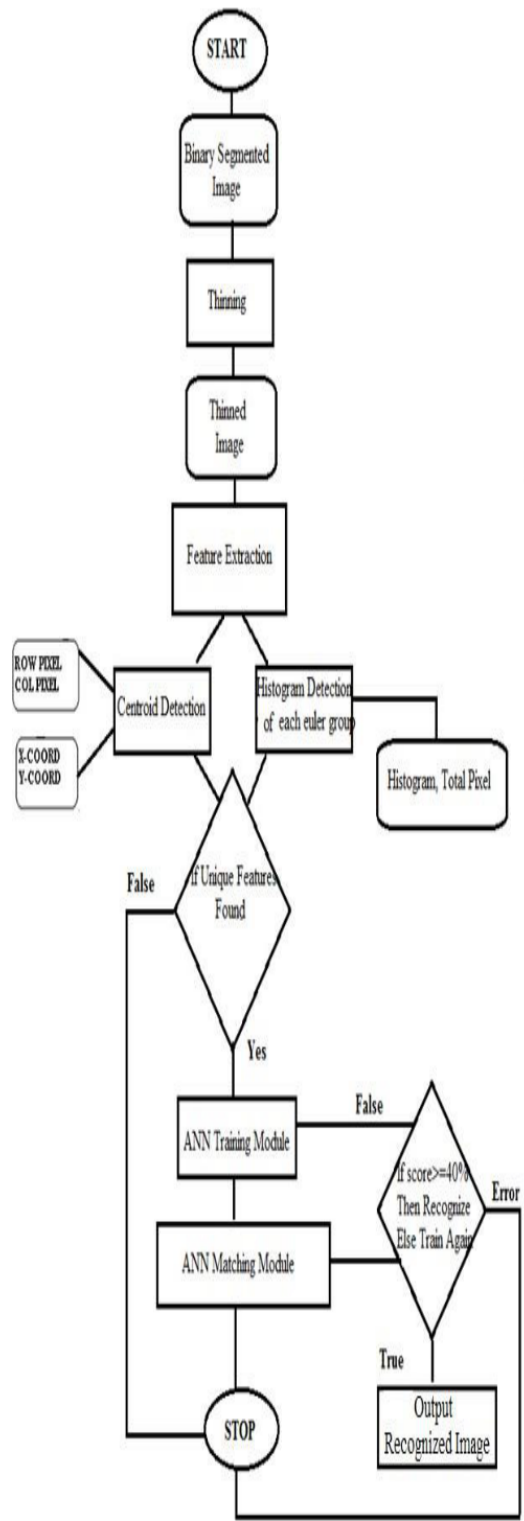 START
Binary Segmented
Image
Thinning
Thinned
Image
Feature Extraction
ROW PIXEL
COL PIXEL
Centroid Detection
Histogram Detection
of each euler group
X-COORD
Y-COORD
Histogram, Total Pixel
False
If Unique Features
Found
Yes
False
ANN Training Module
If score>=40%
Then Recognize
Else Train Again
Error
ANN Matching Module
True
Output
Recognized Image
STOP